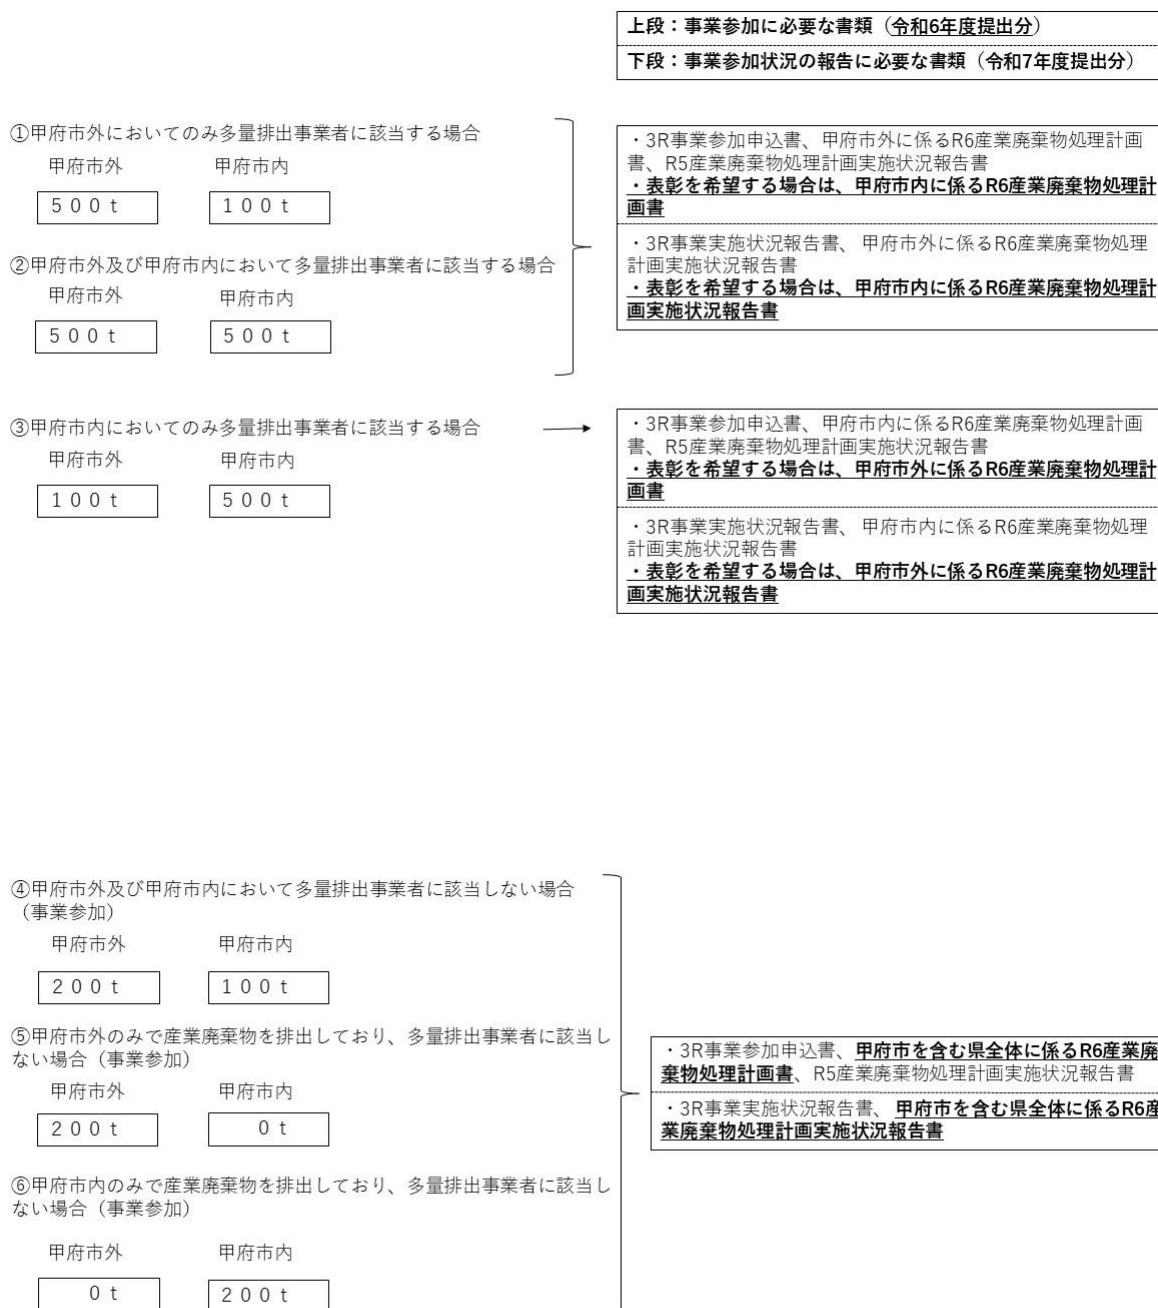 上段：事業参加に必要な書類（令和6年度提出分）
下段：事業参加状況の報告に必要な書類（令和7年度提出分）
①甲府市外においてのみ多量排出事業者に該当する場合
甲府市外 甲府市内
５００ｔ １００ｔ
②甲府市外及び甲府市内において多量排出事業者に該当する場合
甲府市外 甲府市内
５００ｔ ５００ｔ
・3R事業参加申込書、甲府市外に係るR6産業廃棄物処理計画
書、R5産業廃棄物処理計画実施状況報告書
・表彰を希望する場合は、甲府市内に係るR6産業廃棄物処理計
画書
・3R事業実施状況報告書、 甲府市外に係るR6産業廃棄物処理
計画実施状況報告書
・表彰を希望する場合は、甲府市内に係るR6産業廃棄物処理計
画実施状況報告書
③甲府市内においてのみ多量排出事業者に該当する場合
甲府市外 甲府市内
１００ｔ ５００ｔ
・3R事業参加申込書、甲府市内に係るR6産業廃棄物処理計画
書、R5産業廃棄物処理計画実施状況報告書
・表彰を希望する場合は、甲府市外に係るR6産業廃棄物処理計
画書
・3R事業実施状況報告書、 甲府市内に係るR6産業廃棄物処理
計画実施状況報告書
・表彰を希望する場合は、甲府市外に係るR6産業廃棄物処理計
画実施状況報告書
④甲府市外及び甲府市内において多量排出事業者に該当しない場合
（事業参加）
甲府市外 甲府市内
２００ｔ １００ｔ
⑤甲府市外のみで産業廃棄物を排出しており、多量排出事業者に該当し
ない場合（事業参加）
甲府市外 甲府市内
２００ｔ ０ｔ
⑥甲府市内のみで産業廃棄物を排出しており、多量排出事業者に該当し
ない場合（事業参加）
甲府市外 甲府市内
０ｔ ２００ｔ
・3R事業参加申込書、甲府市を含む県全体に係るR6産業廃
棄物処理計画書、R5産業廃棄物処理計画実施状況報告書
・3R事業実施状況報告書、 甲府市を含む県全体に係るR6産
業廃棄物処理計画実施状況報告書